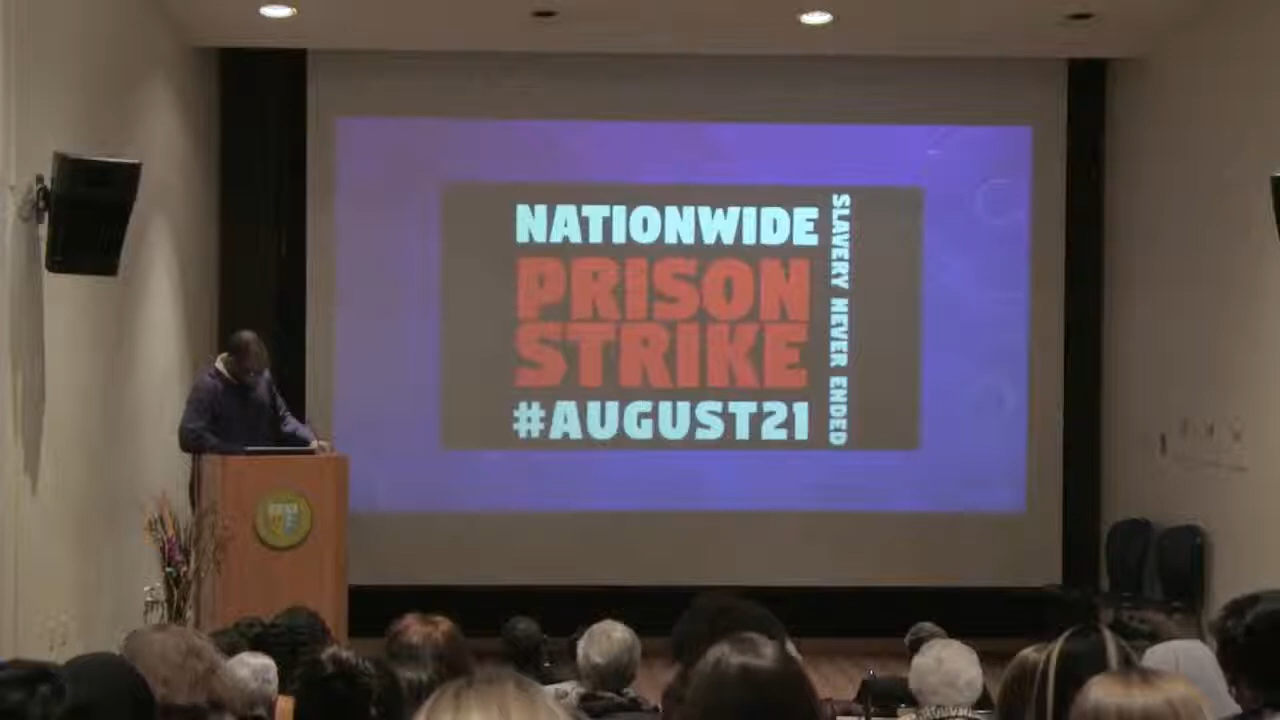 NATIONWIDE
PRISON
STRIKE
#AUGUST21
SLAVERY NEVER ENDED